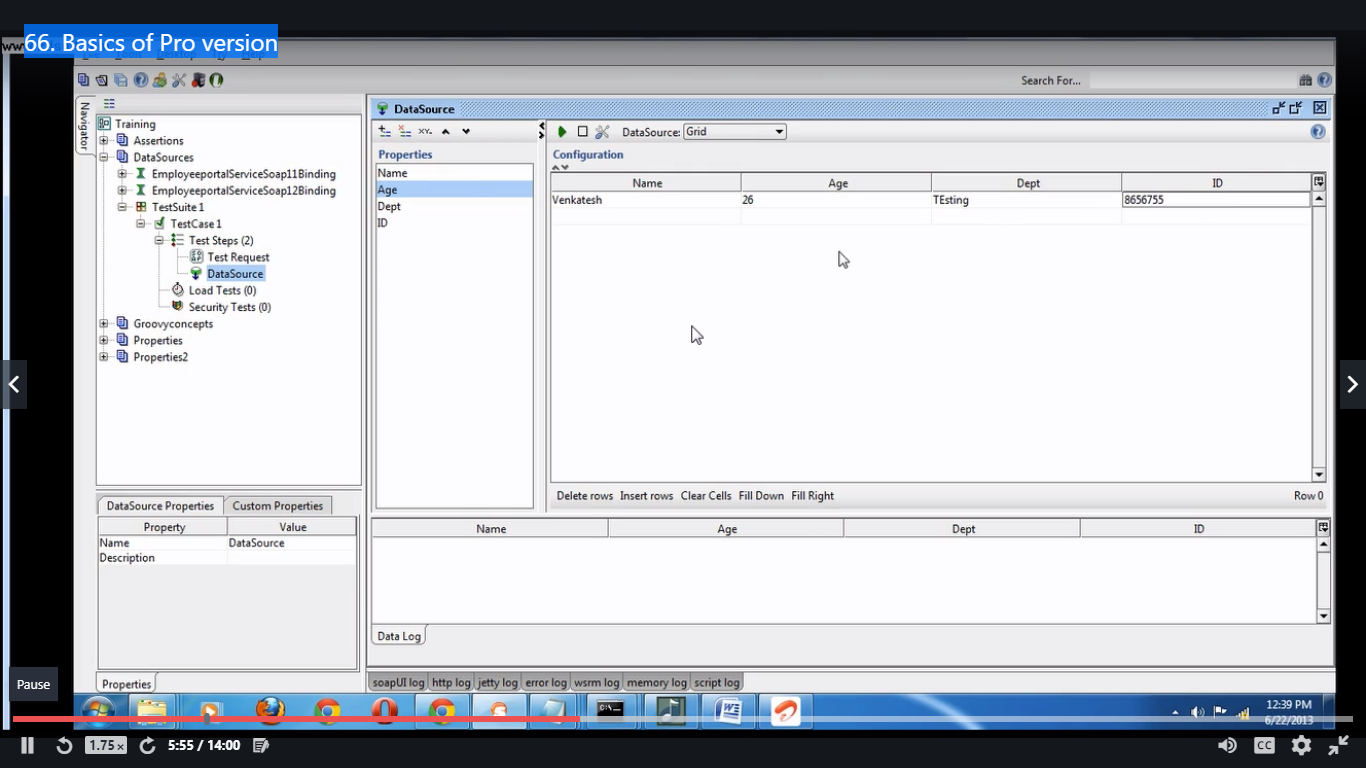 66. Basics of Pro version
www
Search For...
Navigator
Training
Assertions
DataSources
EmployeeportalServiceSoap11Binding
EmployeeportalServiceSoap12Binding
TestSuite 1
TestCase 1
Test Steps (2)
Test Request
DataSource
Load Tests (0)
Security Tests (0)
Groovyconcepts
Properties
Properties2
DataSource
DataSource: Grid
Properties
Name
Age
Dept
ID
Configuration
Name Age Dept ID
Venkatesh 26 TEsting 8656755
Delete rows Insert rows Clear Cells Fill Down Fill Right Row 0
Name Age Dept ID
Data Log
DataSource Properties Custom Properties
Property Value
Name DataSource
Description
Properties
soapUI log http log jetty log error log wsrm log memory log script log
Pause
12:39 PM
6/22/2013
1.75 x 5:55 / 14:00
CC